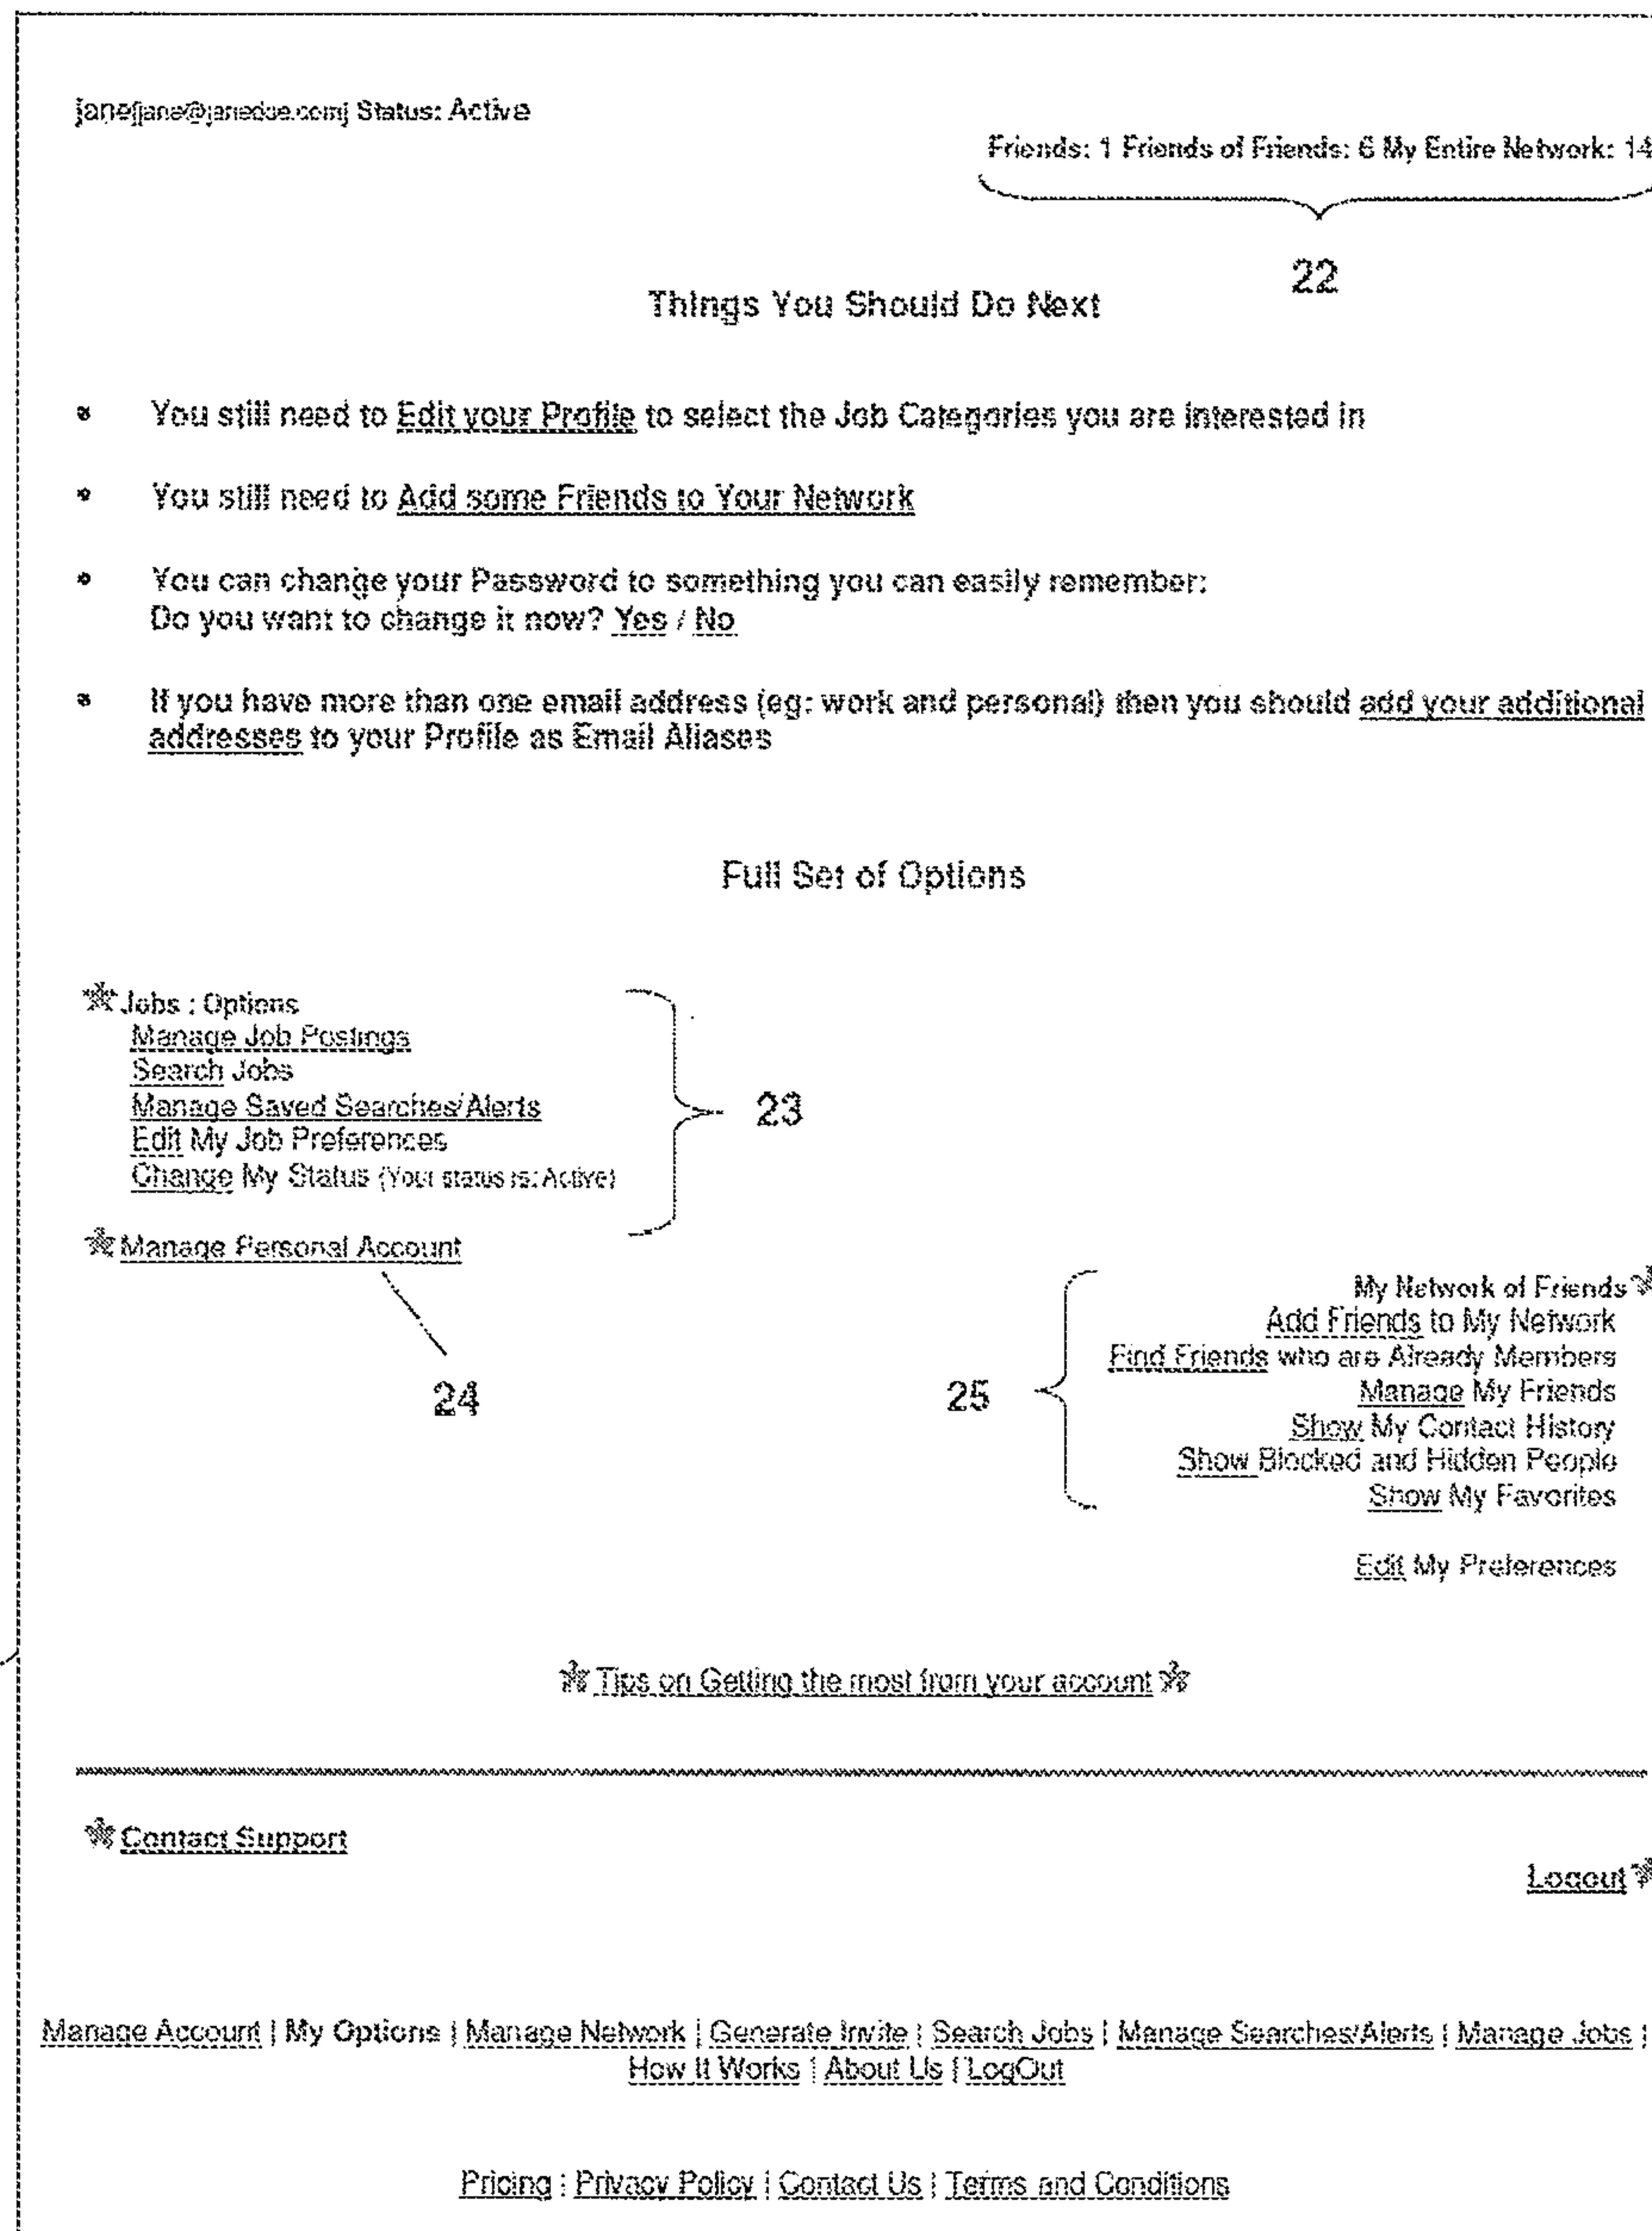 jane[jane@janedoe.com] Status: Active
Friends: 1 Friends of Friends: 6 My Entire Network: 14
22
Things You Should Do Next
• You still need to Edit your Profile to select the Job Categories you are interested in
• You still need to Add some Friends to Your Network
• You can change your Password to something you can easily remember:
Do you want to change it now? Yes / No
• If you have more than one email address (eg: work and personal) then you should add your additional
addresses to your Profile as Email Aliases
Full Set of Options
Jobs : Options
Manage Job Postings
Search Jobs
Manage Saved Searches/Alerts
Edit My Job Preferences
Change My Status (Your status is: Active)
23
Manage Personal Account
24
My Network of Friends
Add Friends to My Network
Find Friends who are Already Members
Manage My Friends
Show My Contact History
Show Blocked and Hidden People
Show My Favorites
25
Edit My Preferences
Tips on Getting the most from your account
Contact Support
Logout
Manage Account | My Options | Manage Network | Generate Invite | Search Jobs | Manage Searches/Alerts | Manage Jobs |
How It Works | About Us | LogOut
Pricing | Privacy Policy | Contact Us | Terms and Conditions